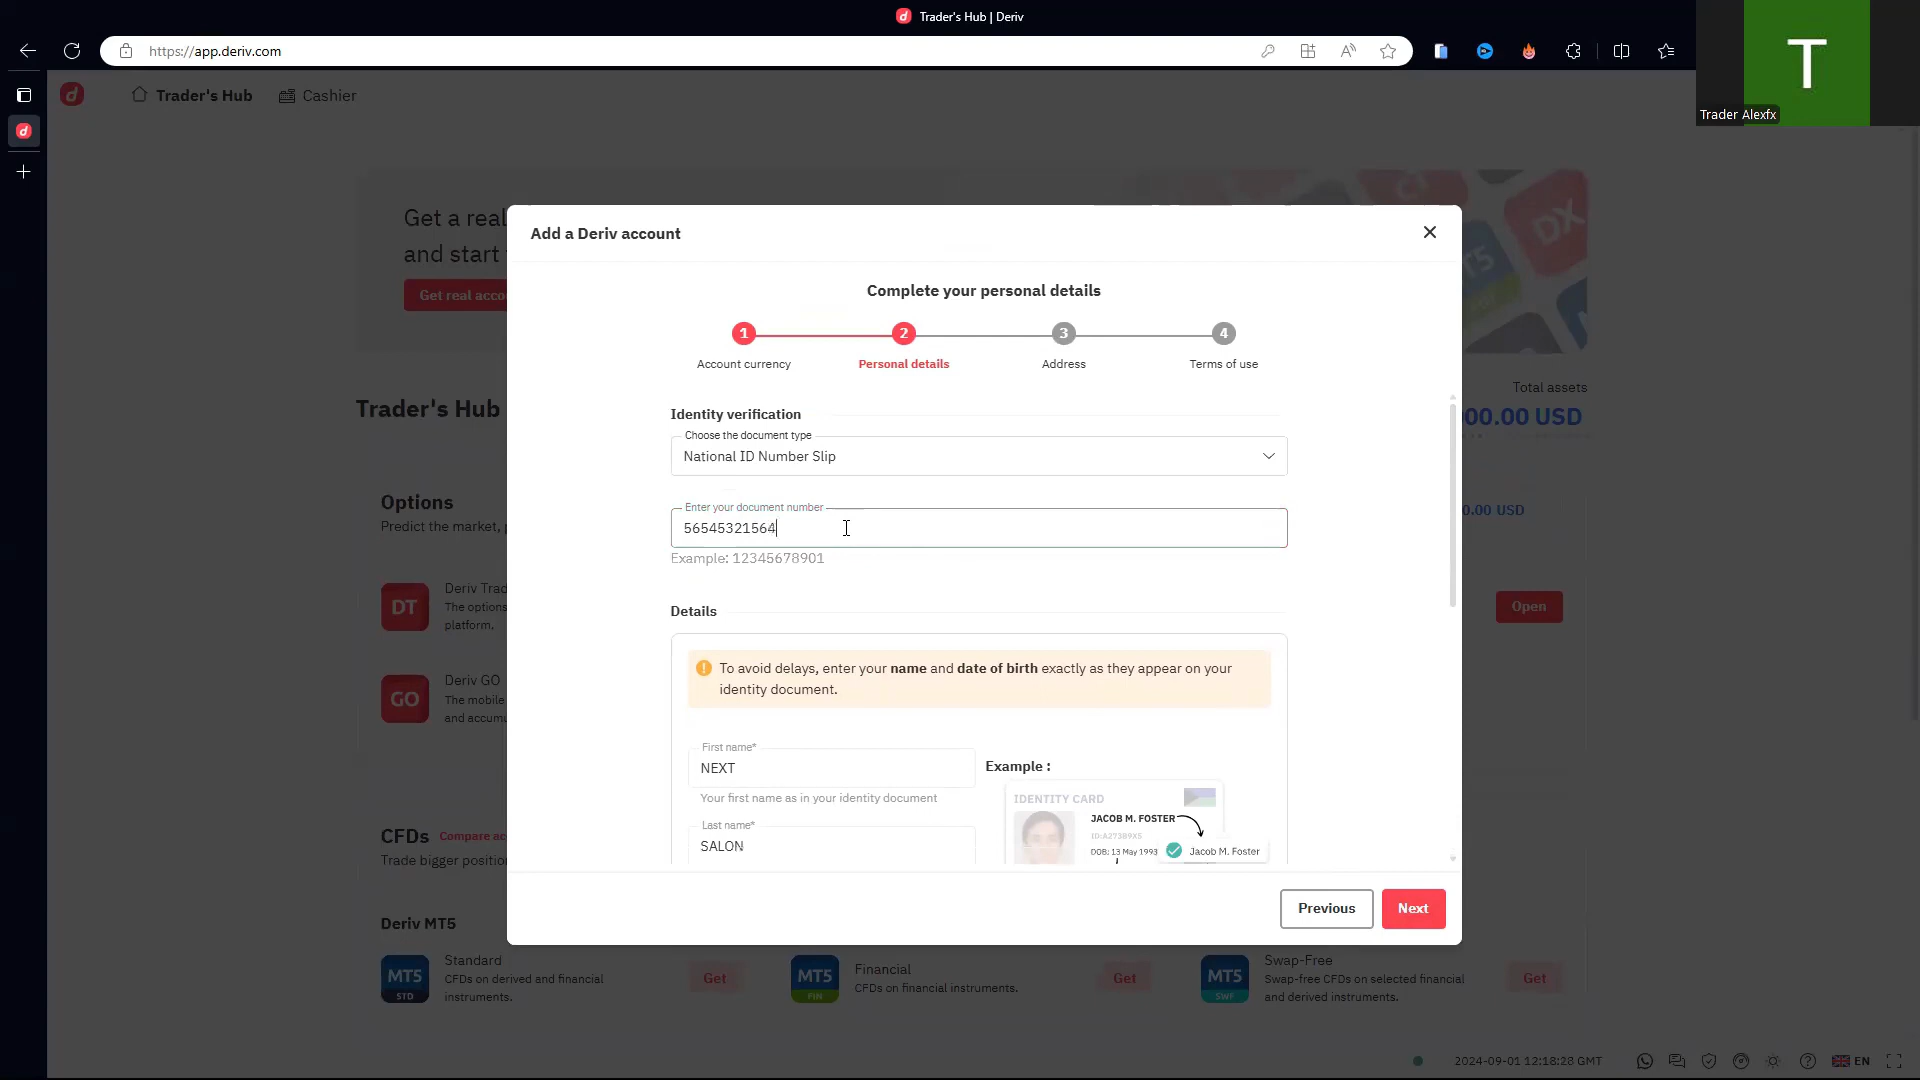 Trader's Hub | Deriv
https://app.deriv.com
T
Trader Alexfx
Trader's Hub
Cashier
Get a real
and start
Get real acco
DX
Add a Deriv account
Complete your personal details
1
2
3
4
Account currency
Personal details
Address
Terms of use
Total assets
00.00 USD
Trader's Hub
Identity verification
Choose the document type
National ID Number Slip
Options
Predict the market,
Enter your document number
56545321564
Example: 12345678901
0.00 USD
DT
Deriv Trad
The options
platform.
Open
Details
To avoid delays, enter your name and date of birth exactly as they appear on your
identity document.
GO
Deriv GO
The mobile
and accumu
First name*
NEXT
Your first name as in your identity document
Last name*
SALON
Example :
IDENTITY CARD
JACOB M. FOSTER
ID:A27389X5
DOB: 13 May 1993
Jacob M. Foster
CFDs
Compare ac
Trade bigger position
Previous
Next
Deriv MT5
MT5
STD
Standard
CFDs on derived and financial
instruments.
Get
MT5
FIN
Financial
CFDs on financial instruments.
Get
MT5
SWF
Swap-Free
Swap-free CFDs on selected financial
and derived instruments.
Get
2024-09-01 12:18:28 GMT
EN